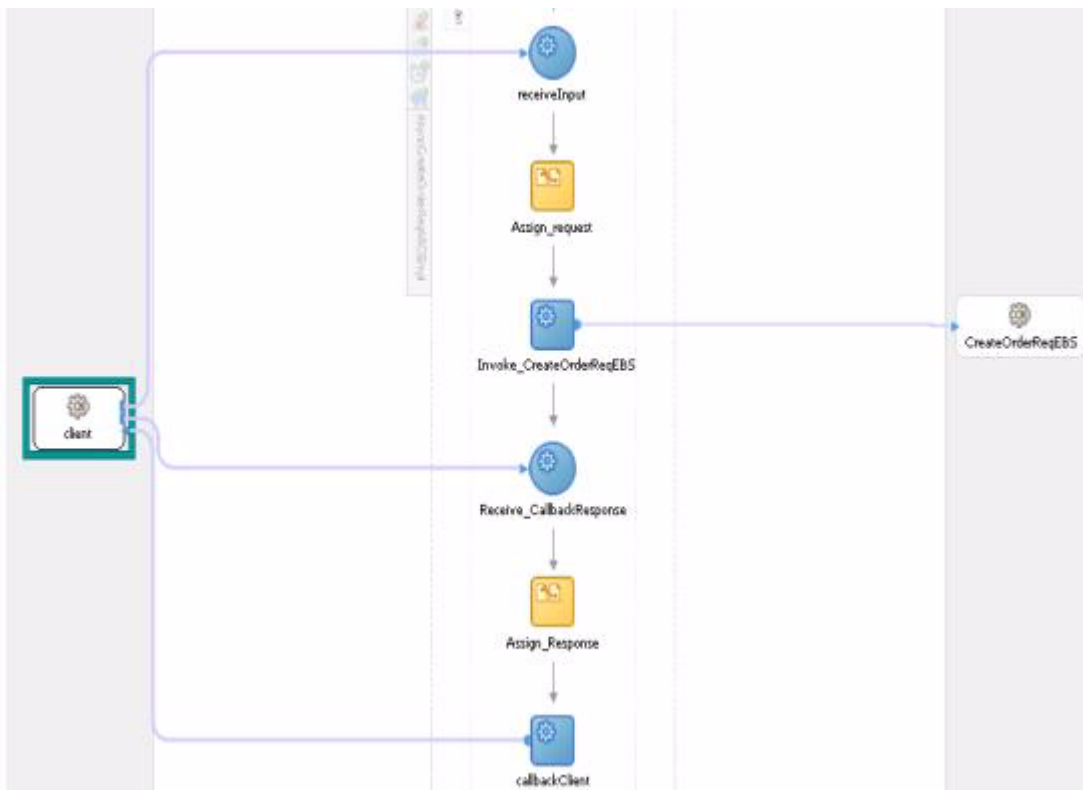 receiveInput
Assign_request
Invoke_CreateOrderReqEBS
CreateOrderReqEBS
client
Receive_CallbackResponse
Assign_Response
callbackClient